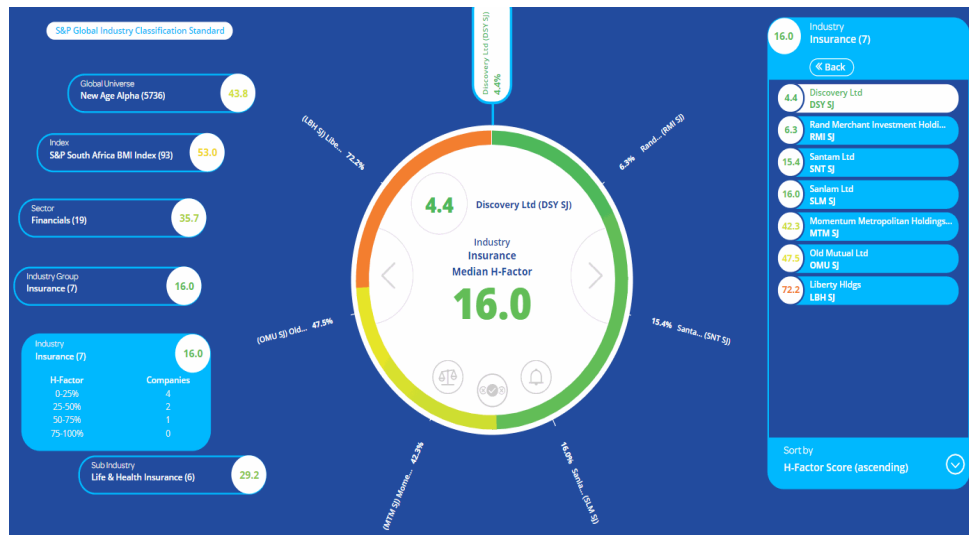 S&P Global Industry Classification Standard
Global Universe
New Age Alpha (5736)
43.8
Index
S&P South Africa BMI Index (93)
53.0
Sector
Financials (19)
35.7
Industry Group
Insurance (7)
16.0
Industry
Insurance (7)
16.0
H-Factor Companies
0-25% 4
25-50% 2
50-75% 1
75-100% 0
Sub Industry
Life & Health Insurance (6)
29.2
Discovery Ltd (DSY SJ)
4.4%
6.3% Rand... (RMI SJ)
15.4% Santa... (SNT SJ)
16.0% Sanla... (SLM SJ)
(MTM SJ) Mome... 42.3%
(OMU SJ) Old... 47.5%
(LBH SJ) Libe... 72.2%
4.4 Discovery Ltd (DSY SJ)
Industry
Insurance
Median H-Factor
16.0
16.0
Industry
Insurance (7)
« Back
4.4
Discovery Ltd
DSY SJ
6.3
Rand Merchant Investment Holdi...
RMI SJ
15.4
Santam Ltd
SNT SJ
16.0
Sanlam Ltd
SLM SJ
42.3
Momentum Metropolitan Holdings...
MTM SJ
47.5
Old Mutual Ltd
OMU SJ
72.2
Liberty Hldgs
LBH SJ
Sort by
H-Factor Score (ascending)